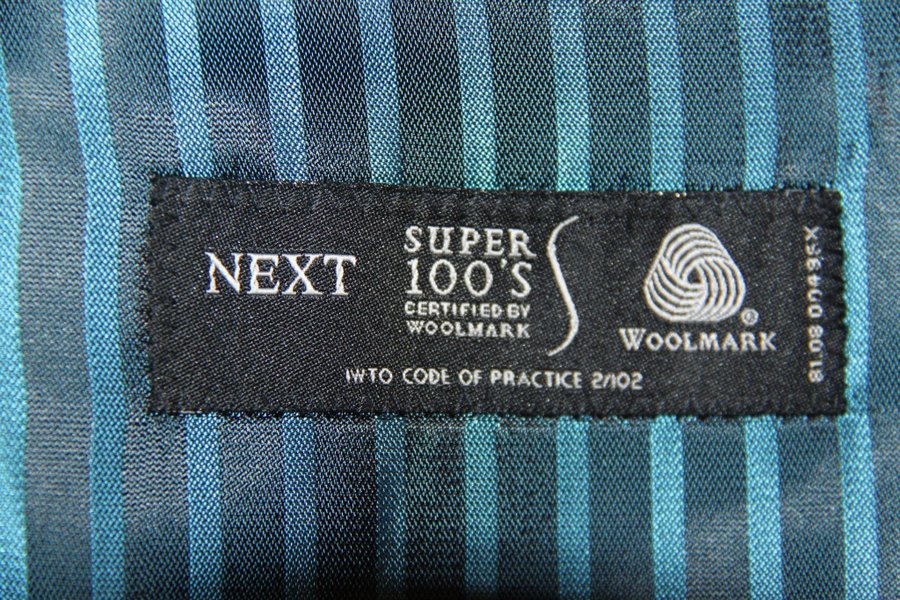 NEXT
SUPER
100'S
CERTIFIED BY
WOOLMARK
WOOLMARK
®
IWTO CODE OF PRACTICE 2/102